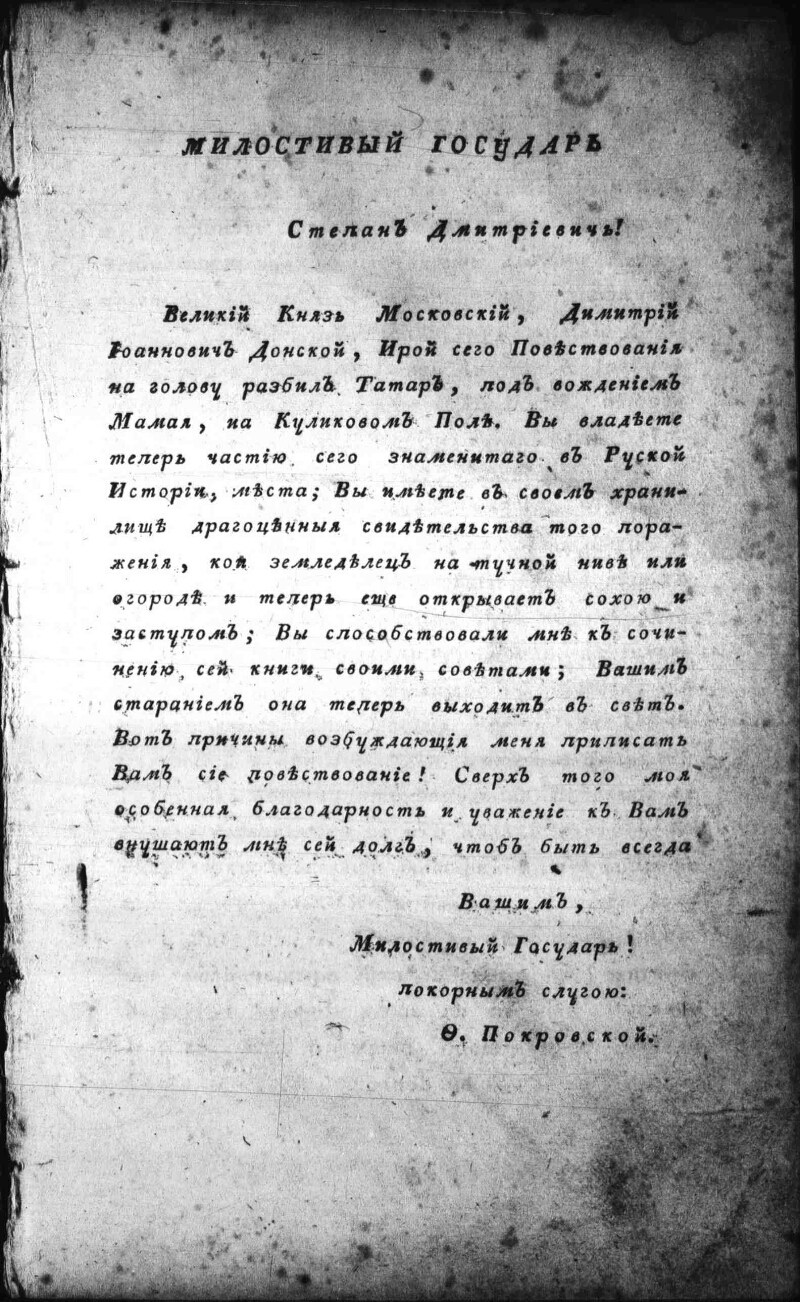 МИЛОСТИВЫЙ ГОСУДАРЬ
Степанъ Дмитріевичь!
Великій Князь Московскій, Димитрій
Іоанновичъ Донской, Ирой сего Повѣствованія
на голову разбилъ Татаръ, подъ вожденіемъ
Мамая, на Куликовомъ Полѣ. Вы владѣете
теперь частію сего знаменитаго въ Руской
Исторіи, мѣста; Вы имѣете въ своемъ храни-
лищѣ драгоцѣнныя свидѣтельства того пора-
женія, кои земледѣлецъ на тучной нивѣ или
огородѣ и теперь еще открываетъ сохою и
заступомъ; Вы способствовали мнѣ къ сочи-
ненію сей книги своими совѣтами; Вашимъ
стараніемъ она теперь выходитъ въ свѣтъ.
Вотъ причины возбуждающія меня приписать
Вамъ сіе повѣствованіе! Сверхъ того моя
особенная благодарность и уваженіе къ Вамъ
внушаютъ мнѣ сей долгъ, чтобъ быть всегда
Вашимъ,
Милостивый Государь!
покорнымъ слугою:
Ѳ. Покровской.